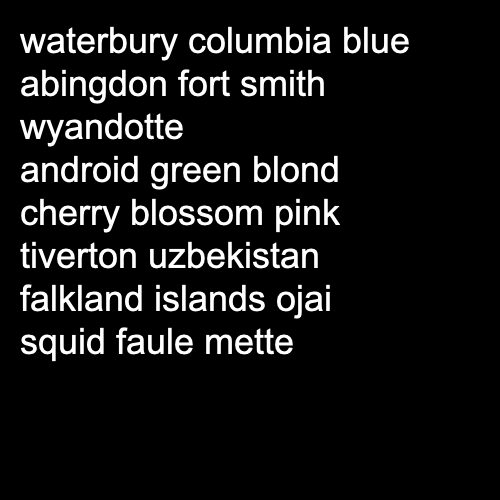 waterbury columbia blue
abingdon fort smith
wyandotte
android green blond
cherry blossom pink
tiverton uzbekistan
falkland islands ojai
squid faule mette